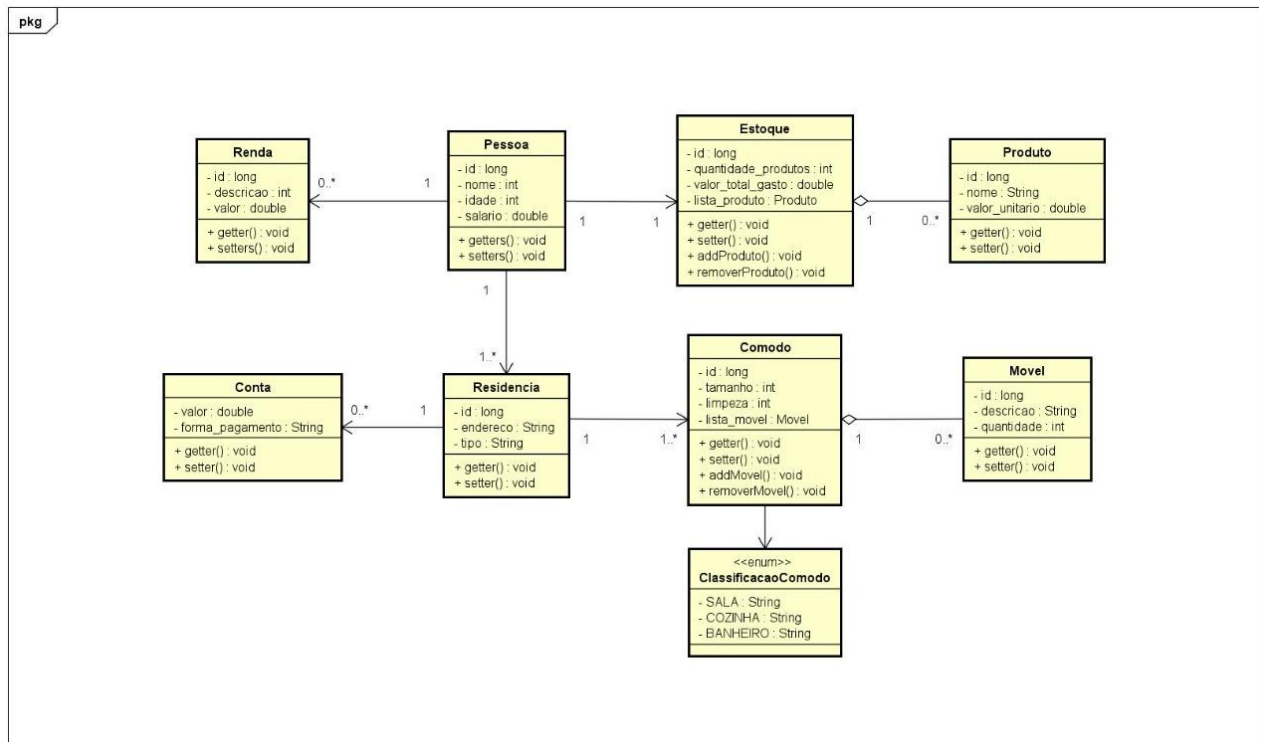 pkg
Renda
- id : long
- descricao : int
- valor : double
+ getter() : void
+ setters() : void
0..*
1
Pessoa
- id : long
- nome : int
- idade : int
- salario : double
+ getters() : void
+ setters() : void
1
1
Estoque
- id : long
- quantidade_produtos : int
- valor_total_gasto : double
- lista_produto : Produto
+ getter() : void
+ setter() : void
+ addProduto() : void
+ removerProduto() : void
1
0..*
Produto
- id : long
- nome : String
- valor_unitario : double
+ getter() : void
+ setter() : void
1
1..*
Conta
- valor : double
- forma_pagamento : String
+ getter() : void
+ setter() : void
0..*
1
Residencia
- id : long
- endereco : String
- tipo : String
+ getter() : void
+ setter() : void
1
1..*
Comodo
- id : long
- tamanho : int
- limpeza : int
- lista_movel : Movel
+ getter() : void
+ setter() : void
+ addMovel() : void
+ removerMovel() : void
1
0..*
Movel
- id : long
- descricao : String
- quantidade : int
+ getter() : void
+ setter() : void
<<enum>>
ClassificacaoComodo
- SALA : String
- COZINHA : String
- BANHEIRO : String